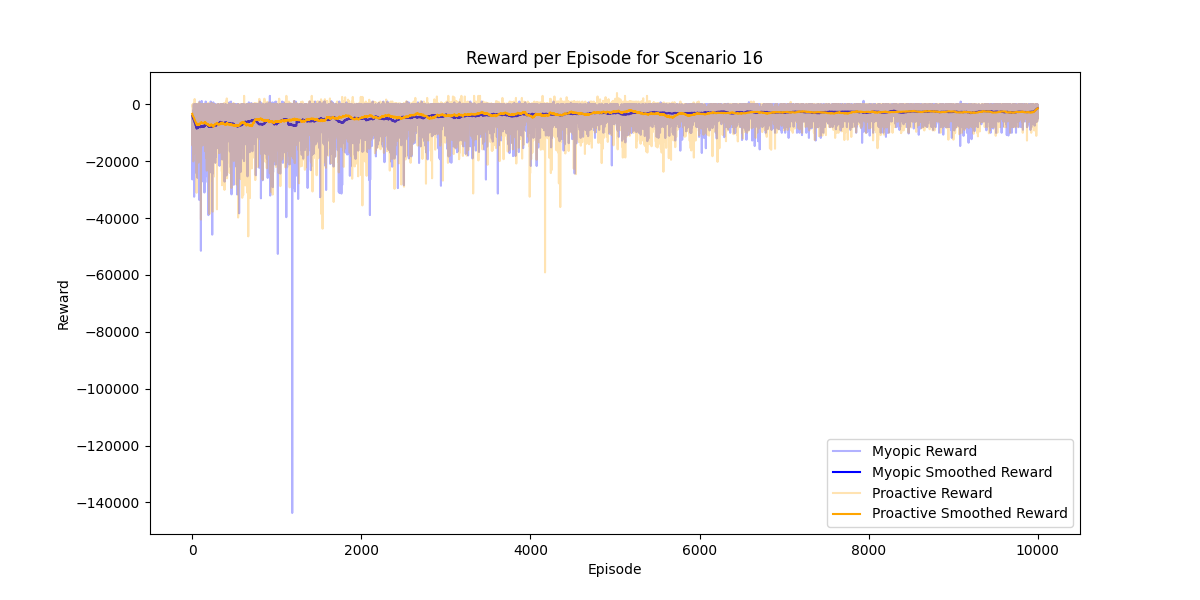 Reward per Episode for Scenario 16
0
−20000
−40000
−60000
−80000
−100000
−120000
−140000
Reward
0 2000 4000 6000 8000 10000
Episode
Myopic Reward
Myopic Smoothed Reward
Proactive Reward
Proactive Smoothed Reward